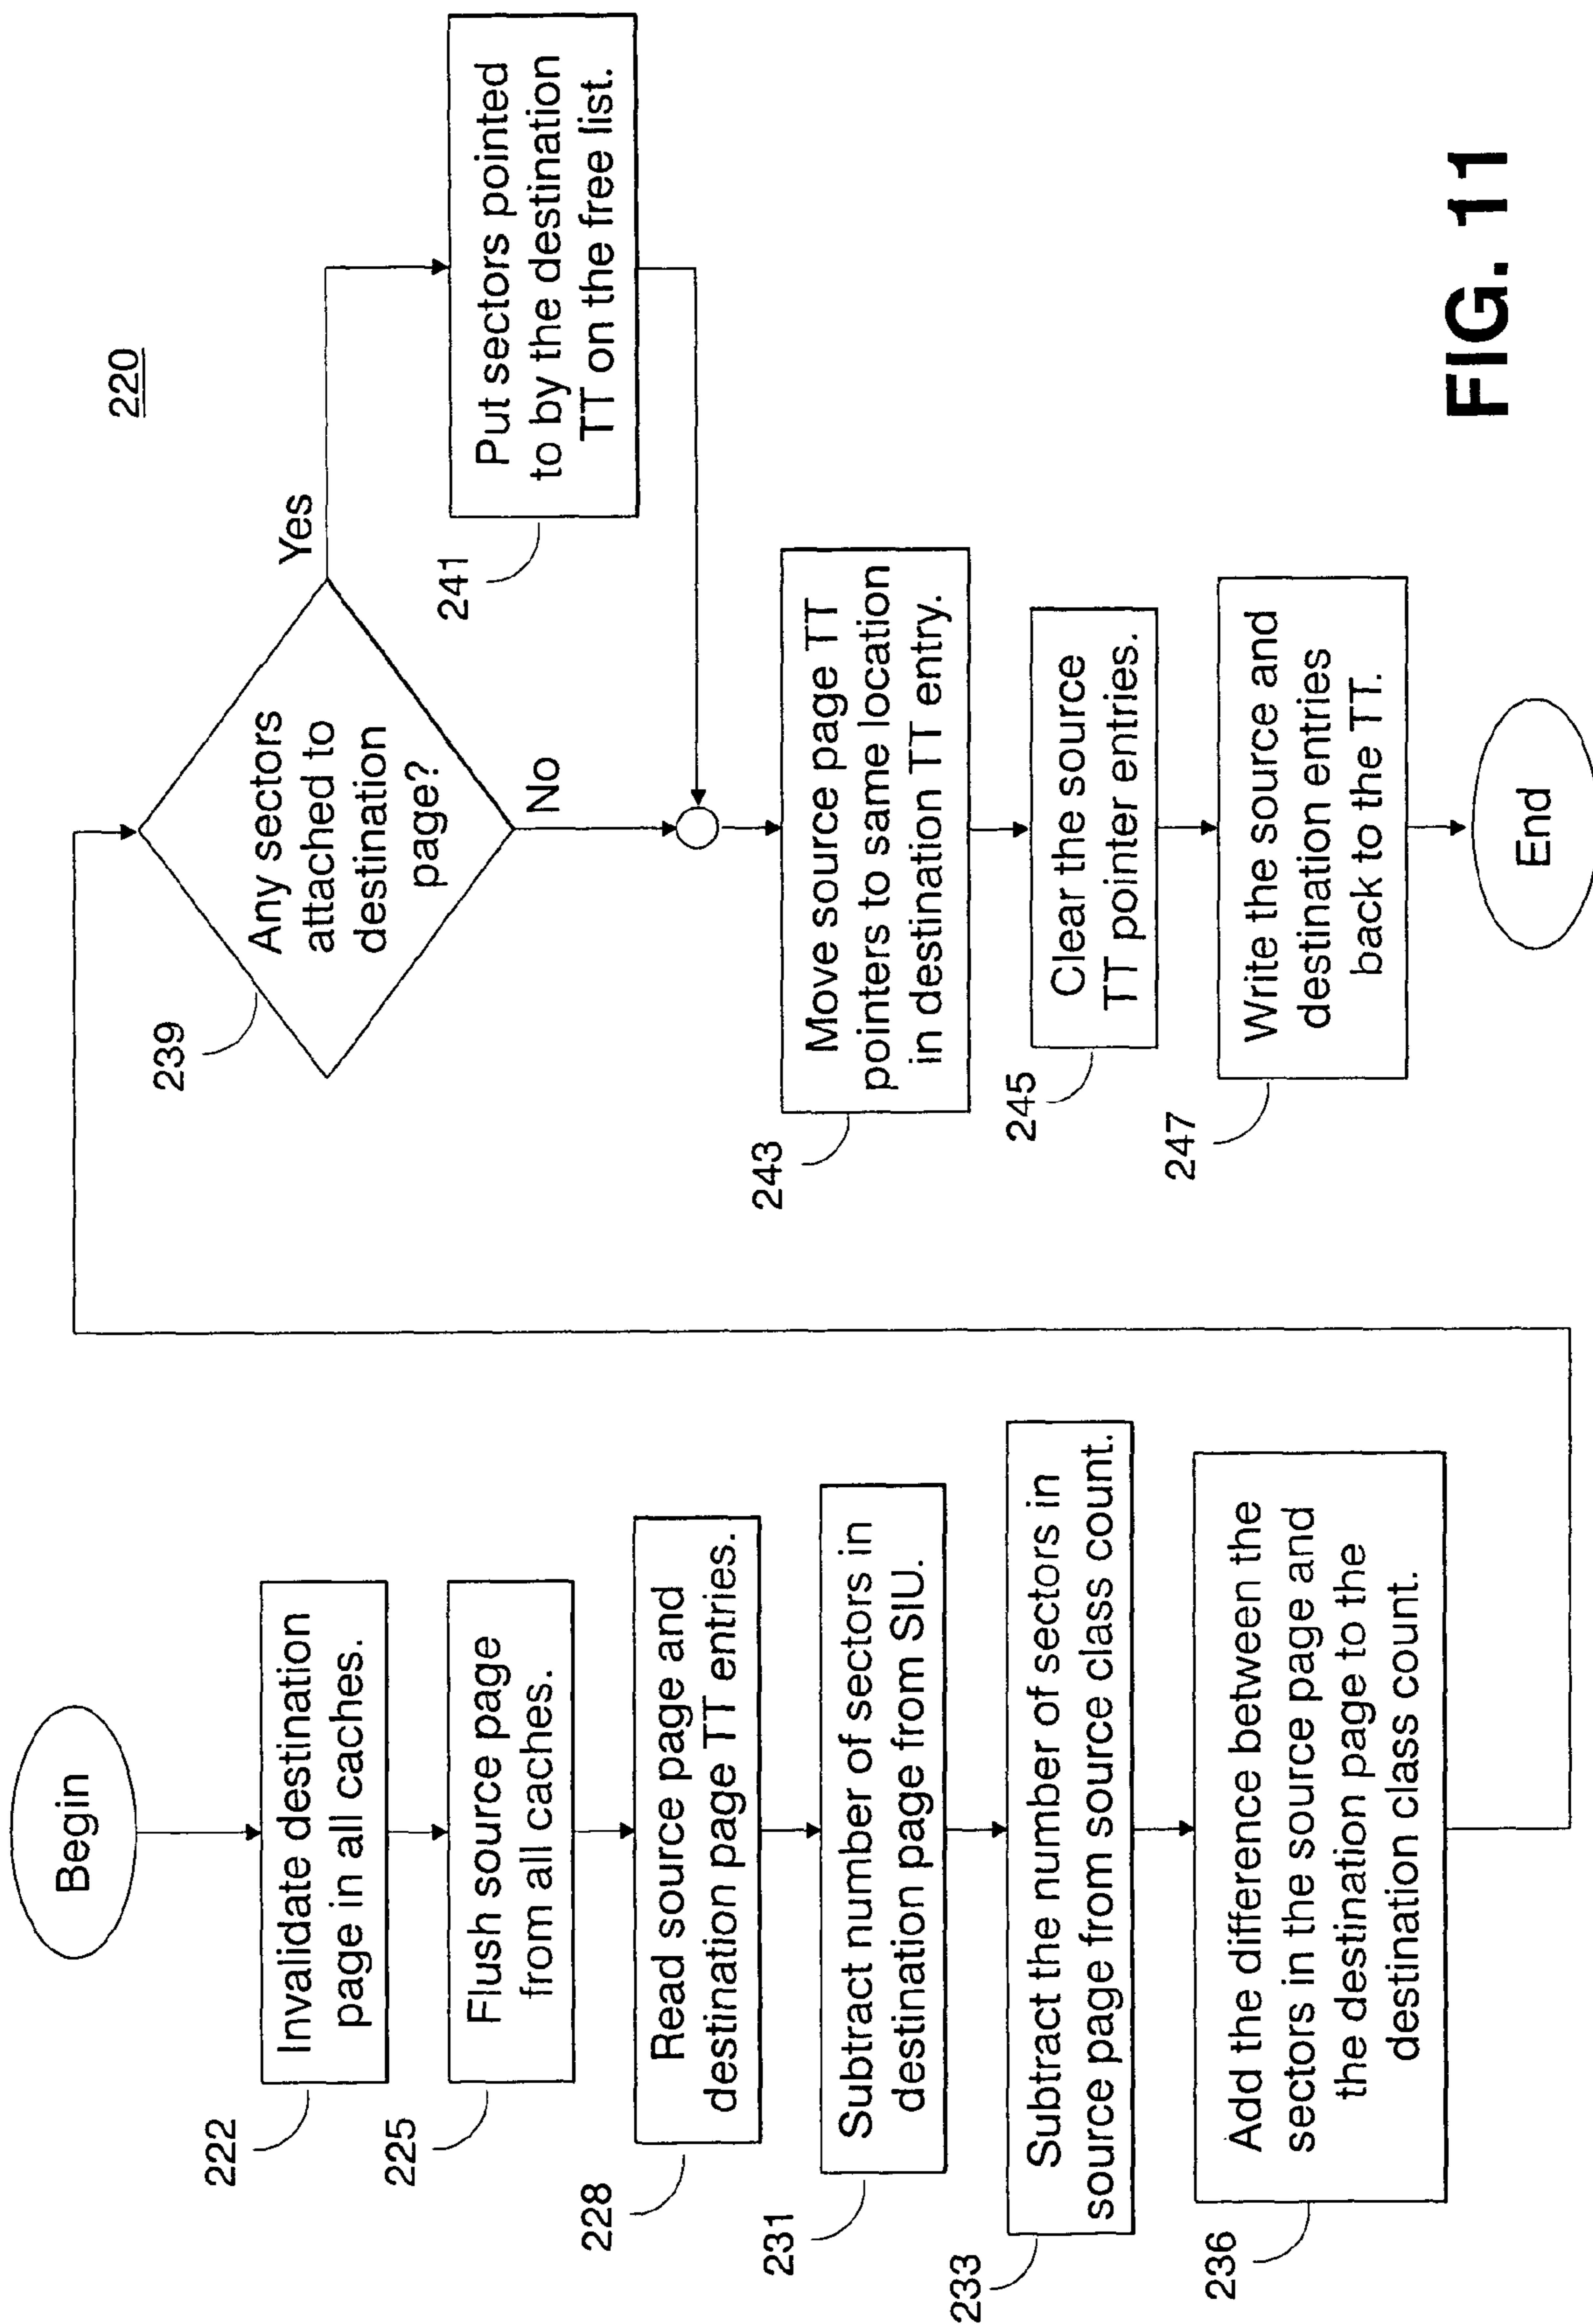 220
Begin
222
Invalidate destination
page in all caches.
225
Flush source page
from all caches.
228
Read source page and
destination page TT entries.
231
Subtract number of sectors in
destination page from SIU.
233
Subtract the number of sectors in
source page from source class count.
236
Add the difference between the
sectors in the source page and
the destination page to the
destination class count.
239
Any sectors
attached to
destination
page?
Yes
No
241
Put sectors pointed
to by the destination
TT on the free list.
243
Move source page TT
pointers to same location
in destination TT entry.
245
Clear the source
TT pointer entries.
247
Write the source and
destination entries
back to the TT.
End
FIG. 11